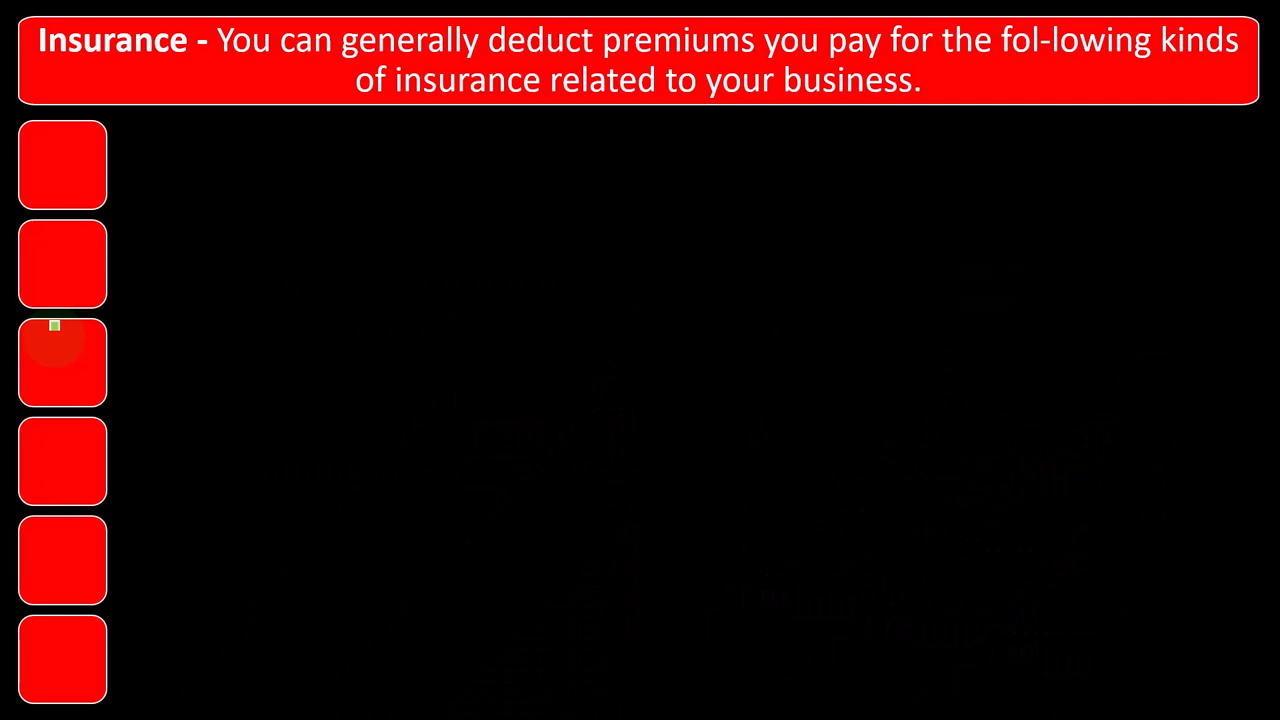 Insurance - You can generally deduct premiums you pay for the fol-lowing kinds
of insurance related to your business.